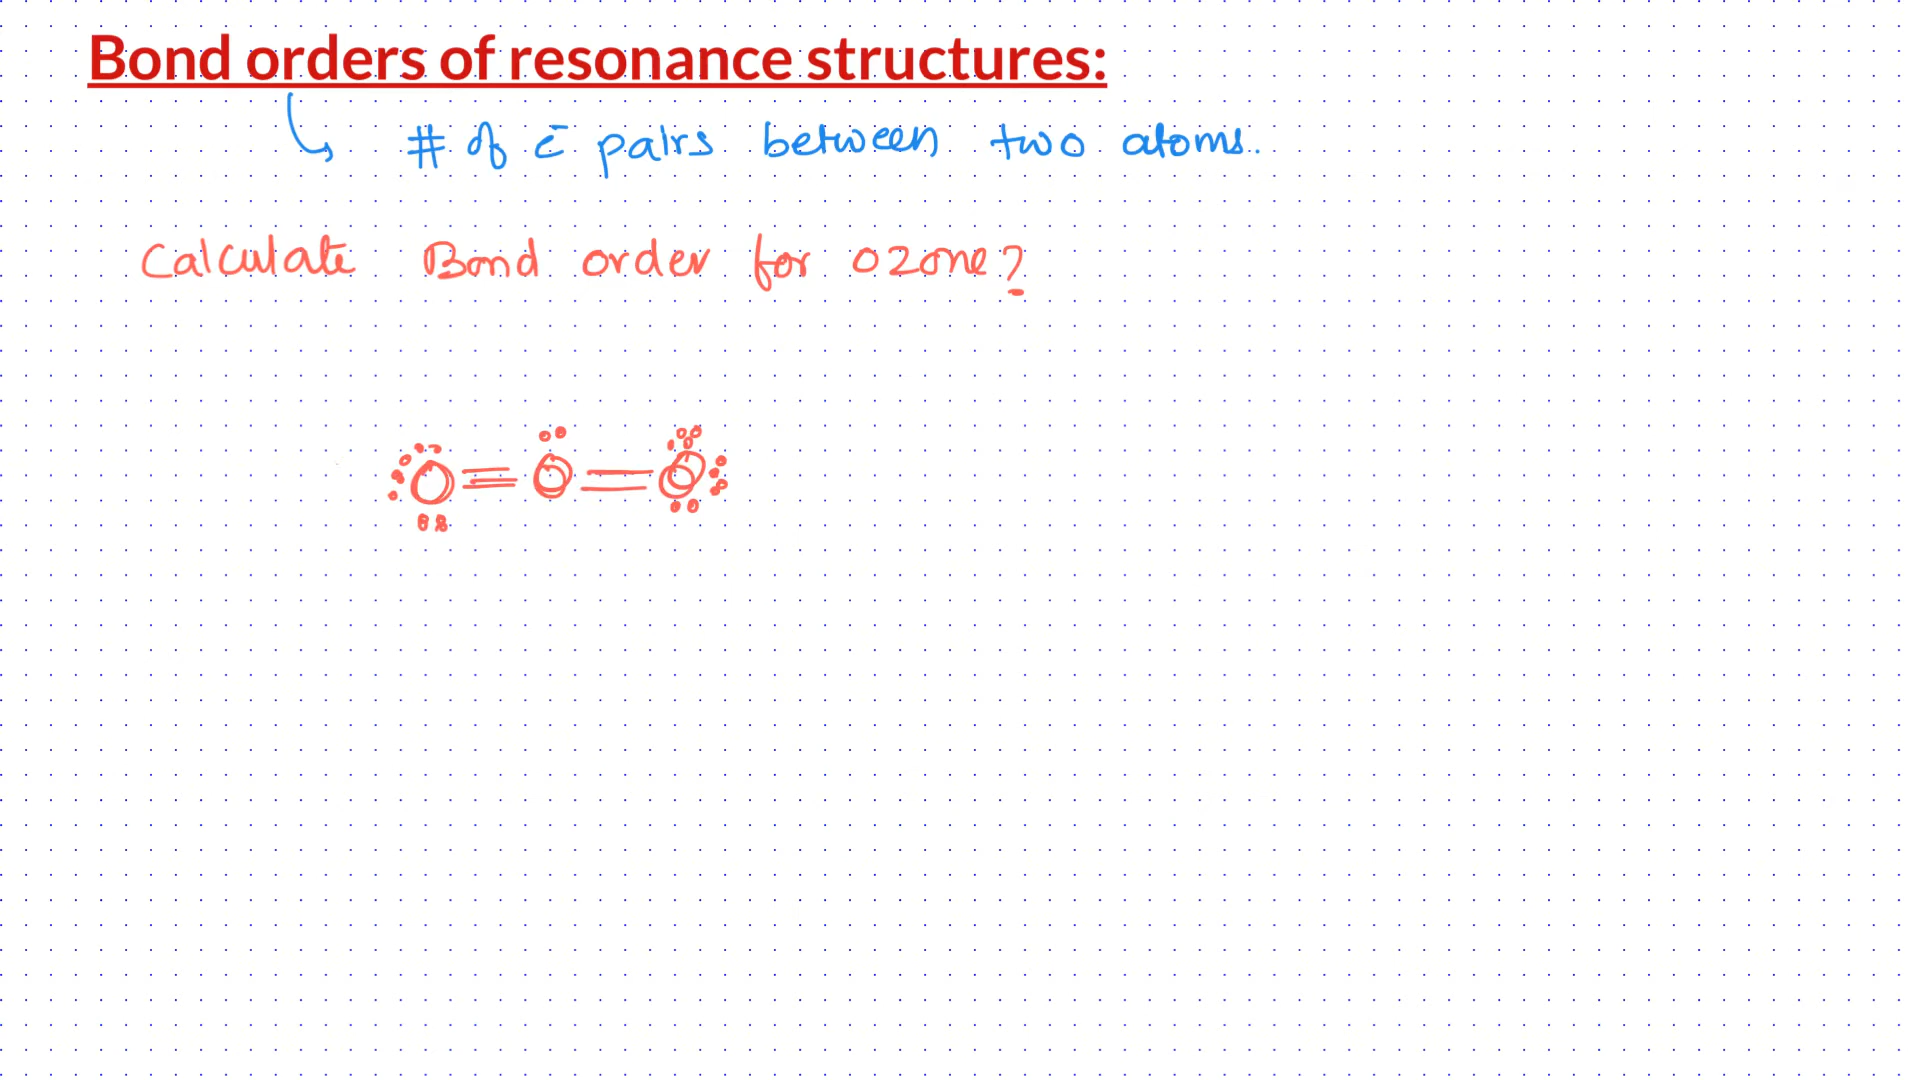 Bond orders of resonance structures:
# of ē pairs between two atoms.
Calculate Bond order for ozone?
O=O=O